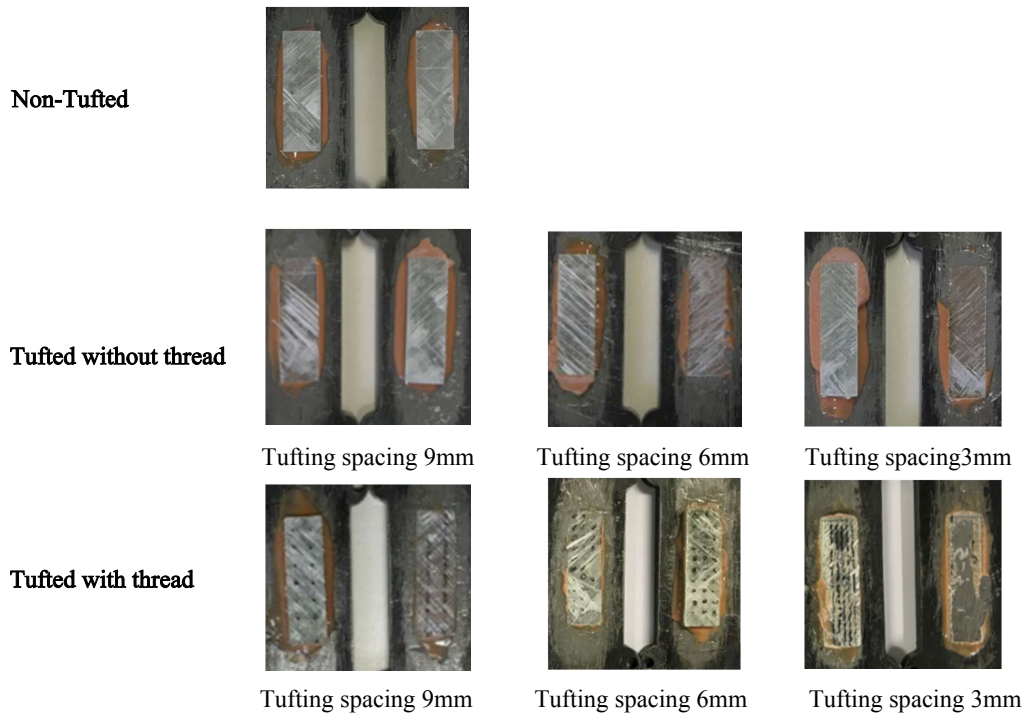 Non-Tufted
Tufted without thread
Tufting spacing 9mm
Tufting spacing 6mm
Tufting spacing3mm
Tufted with thread
Tufting spacing 9mm
Tufting spacing 6mm
Tufting spacing 3mm